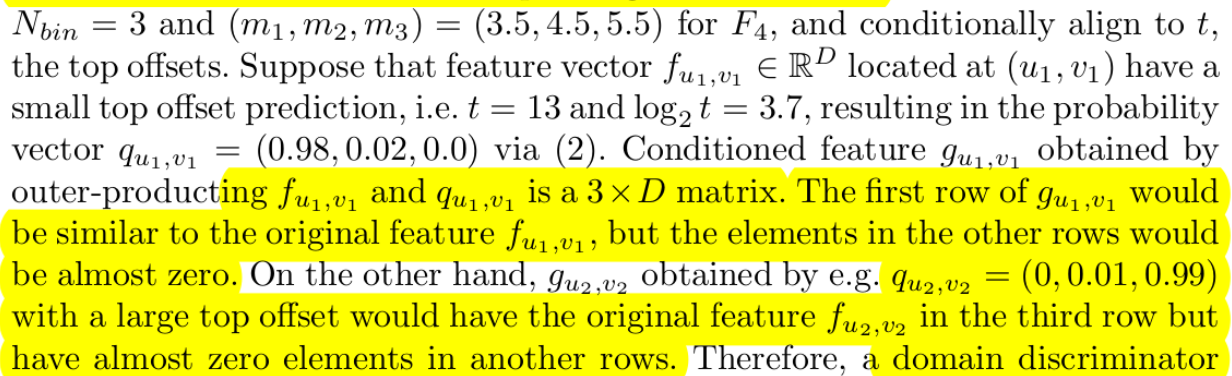 N_bin = 3 and (m_1, m_2, m_3) = (3.5, 4.5, 5.5) for F_4, and conditionally align to t,
the top offsets. Suppose that feature vector f_{u_1,v_1} ∈ ℝ^D located at (u_1, v_1) have a
small top offset prediction, i.e. t = 13 and log_2 t = 3.7, resulting in the probability
vector q_{u_1,v_1} = (0.98, 0.02, 0.0) via (2). Conditioned feature g_{u_1,v_1} obtained by
outer-producting f_{u_1,v_1} and q_{u_1,v_1} is a 3 × D matrix. The first row of g_{u_1,v_1} would
be similar to the original feature f_{u_1,v_1}, but the elements in the other rows would
be almost zero. On the other hand, g_{u_2,v_2} obtained by e.g. q_{u_2,v_2} = (0, 0.01, 0.99)
with a large top offset would have the original feature f_{u_2,v_2} in the third row but
have almost zero elements in another rows. Therefore, a domain discriminator